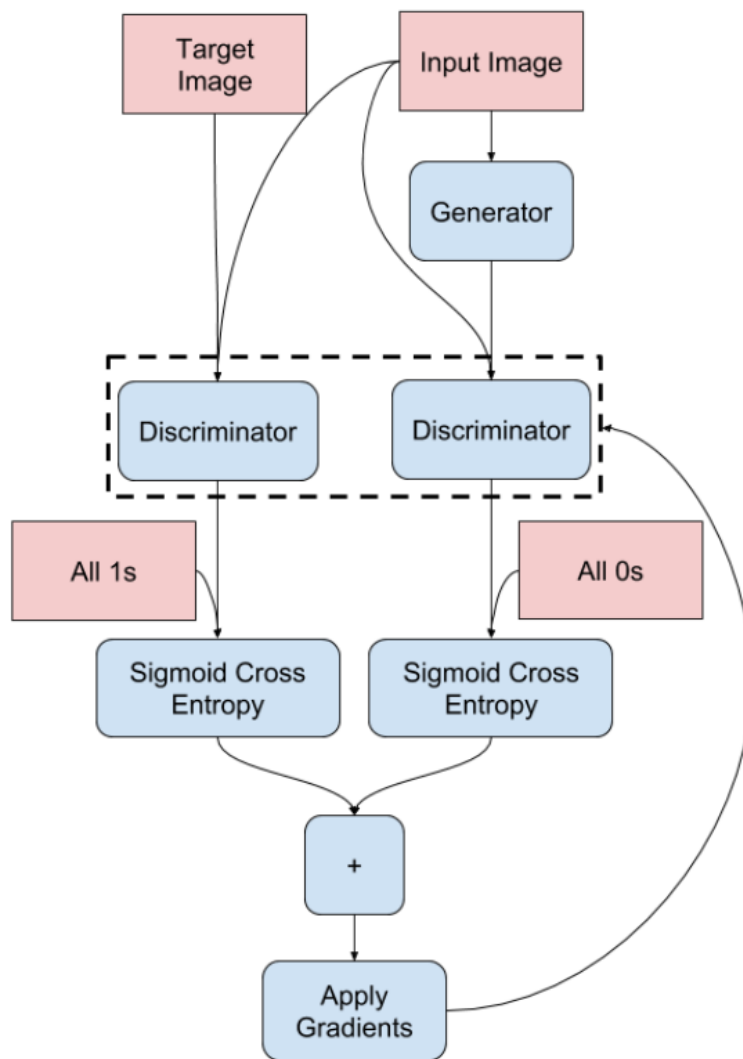 Target
Image
Input Image
Generator
Discriminator
Discriminator
All 1s
All 0s
Sigmoid Cross
Entropy
Sigmoid Cross
Entropy
+
Apply
Gradients